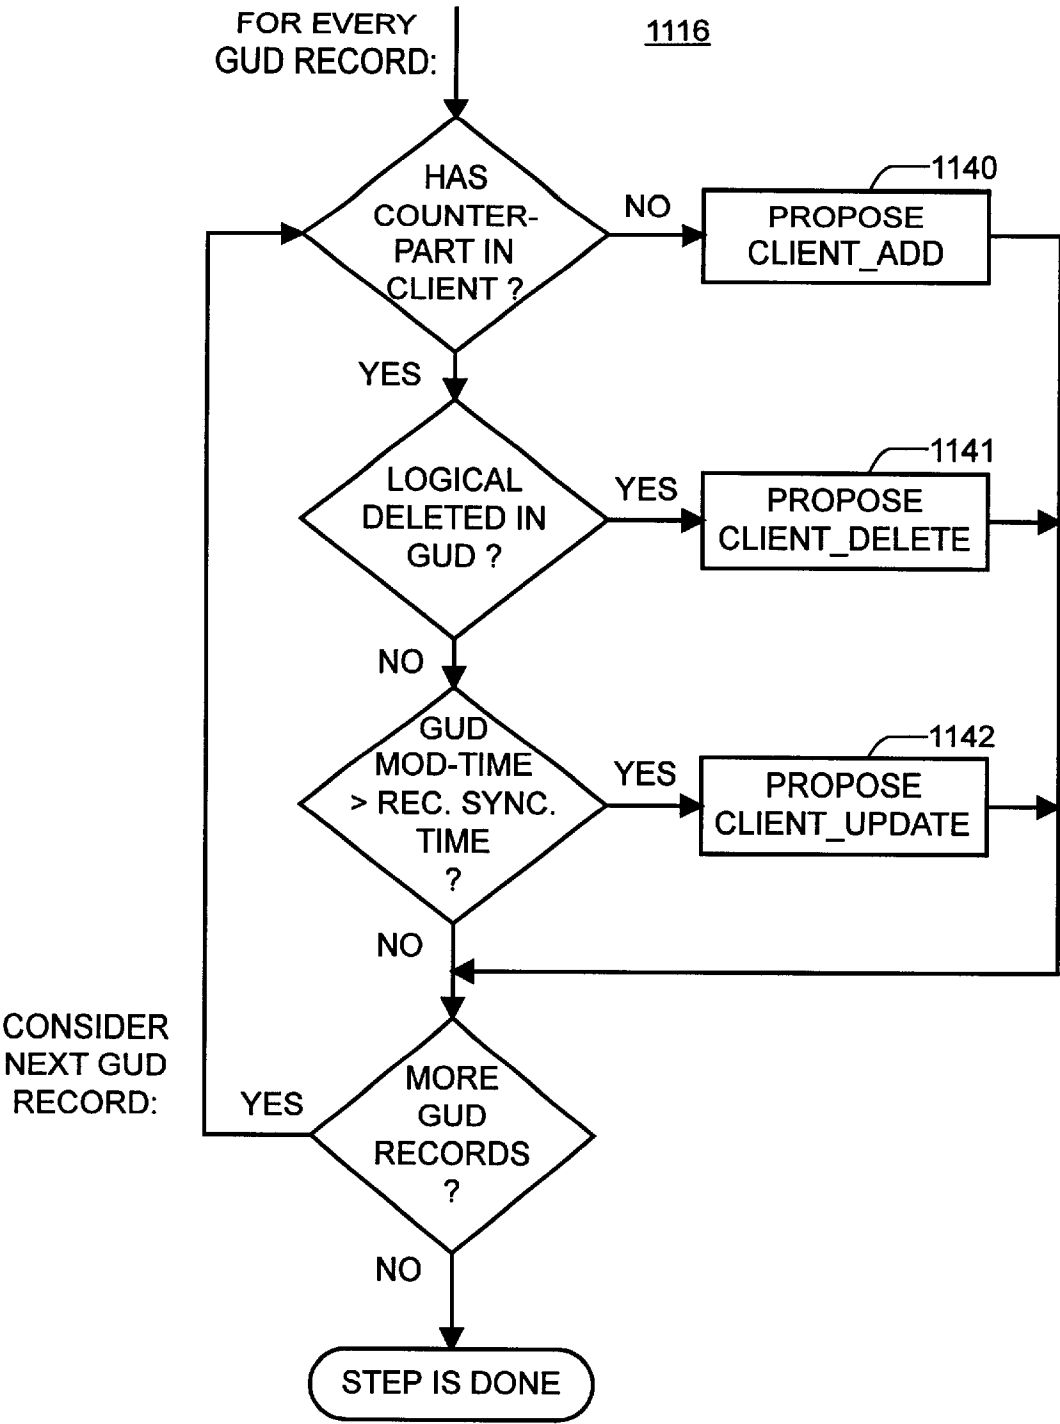 FOR EVERY
GUD RECORD:
1116
HAS
COUNTER-
PART IN
CLIENT ?
NO
1140
PROPOSE
CLIENT_ADD
YES
LOGICAL
DELETED IN
GUD ?
YES
1141
PROPOSE
CLIENT_DELETE
NO
GUD
MOD-TIME
> REC. SYNC.
TIME
?
YES
1142
PROPOSE
CLIENT_UPDATE
NO
CONSIDER
NEXT GUD
RECORD:
YES
MORE
GUD
RECORDS
?
NO
STEP IS DONE